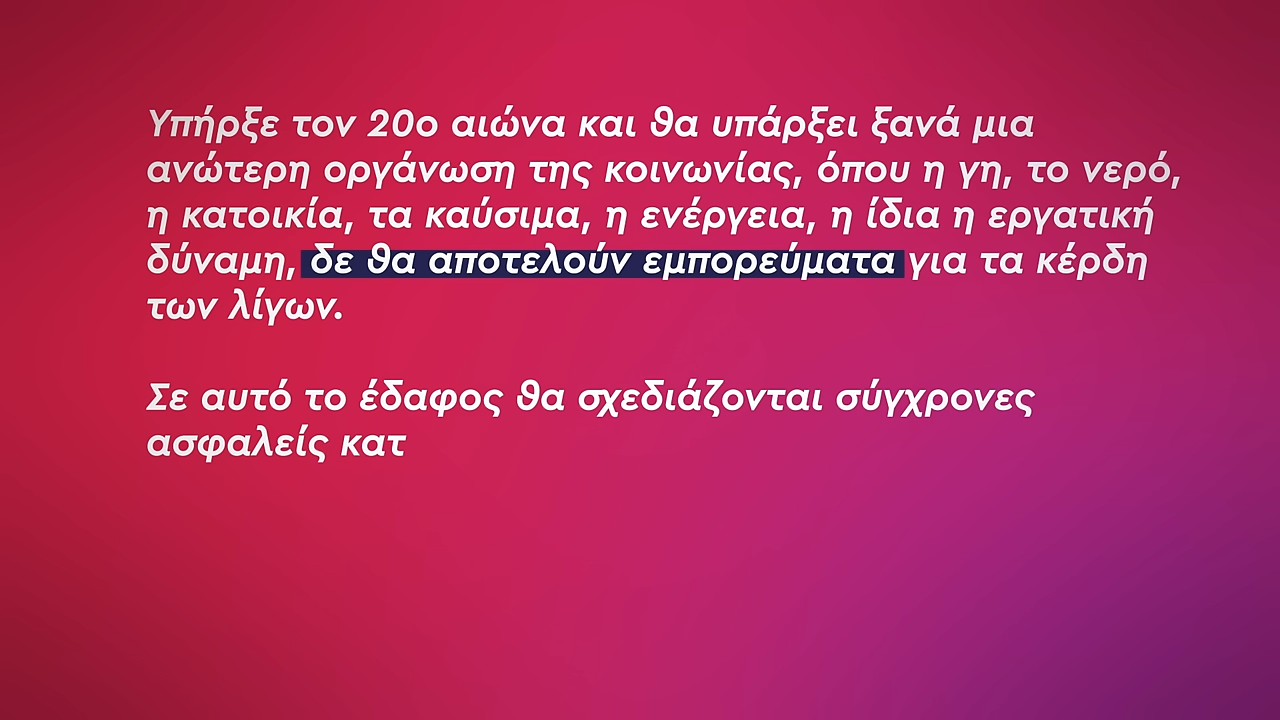 Υπήρξε τον 20ο αιώνα και θα υπάρξει ξανά μια
ανώτερη οργάνωση της κοινωνίας, όπου η γη, το νερό,
η κατοικία, τα καύσιμα, η ενέργεια, η ίδια η εργατική
δύναμη, δε θα αποτελούν εμπορεύματα για τα κέρδη
των λίγων.
Σε αυτό το έδαφος θα σχεδιάζονται σύγχρονες
ασφαλείς κατ